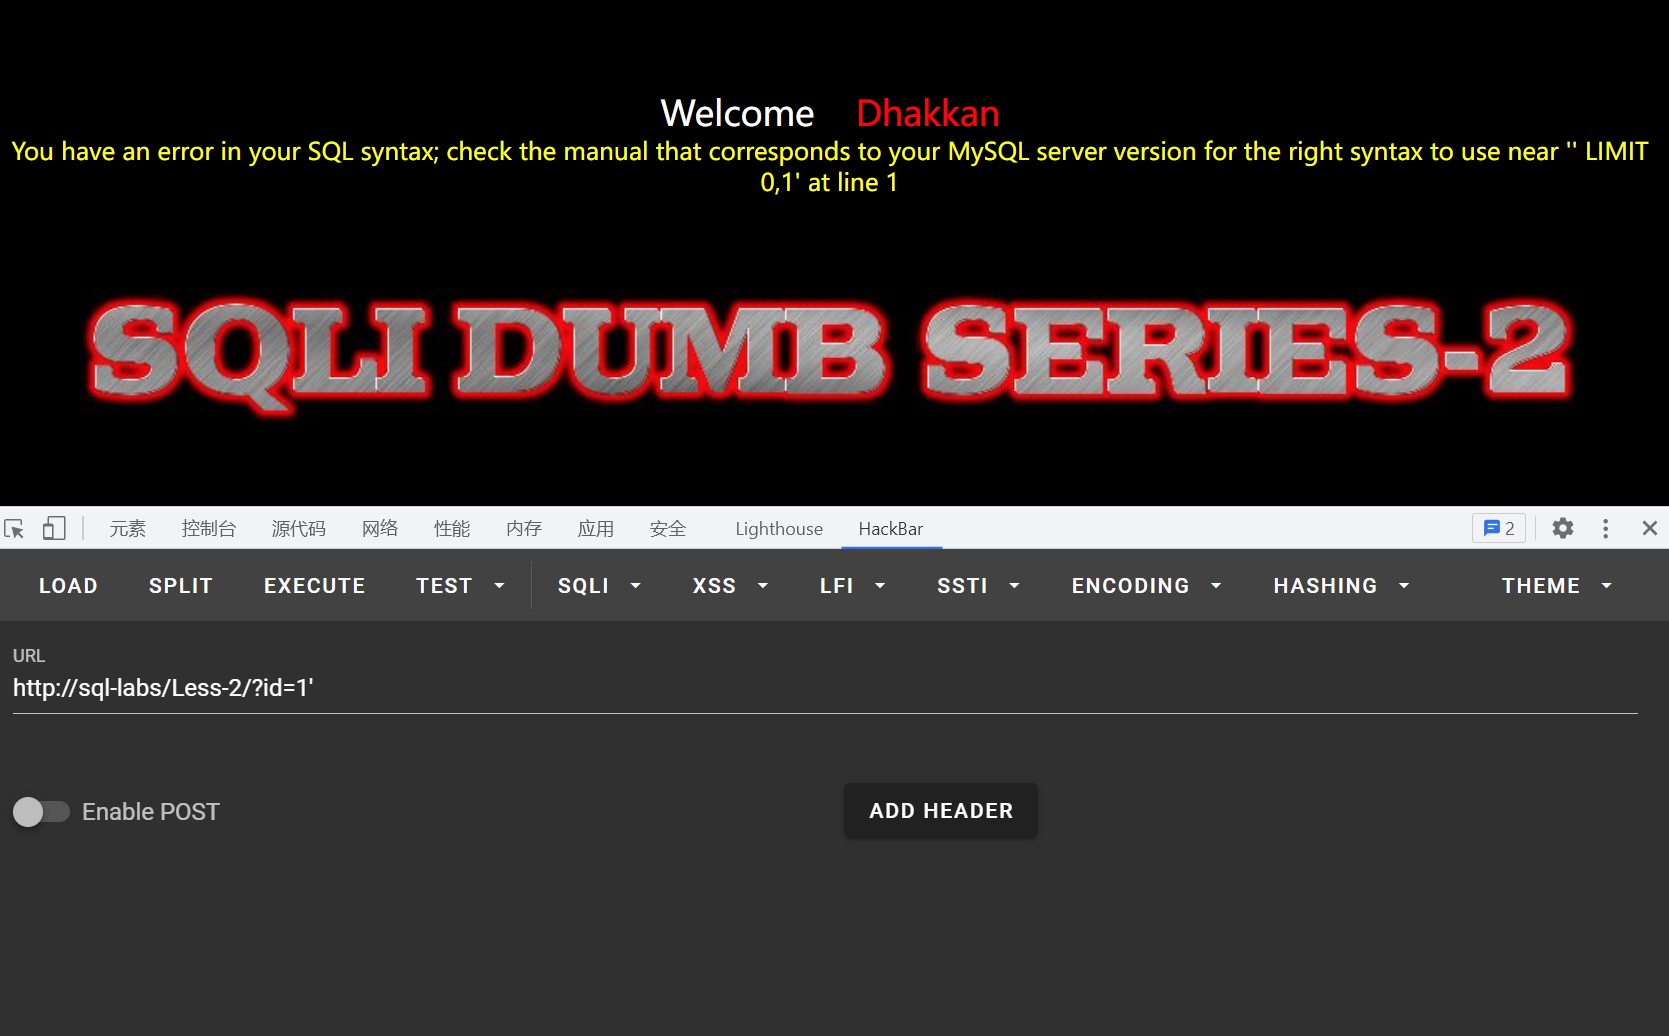 Welcome Dhakkan
You have an error in your SQL syntax; check the manual that corresponds to your MySQL server version for the right syntax to use near '' LIMIT
0,1' at line 1
SQLI DUMB SERIES-2
元素 控制台 源代码 网络 性能 内存 应用 安全 Lighthouse HackBar 2
LOAD SPLIT EXECUTE TEST SQLI XSS LFI SSTI ENCODING HASHING THEME
URL
http://sql-labs/Less-2/?id=1'
Enable POST ADD HEADER